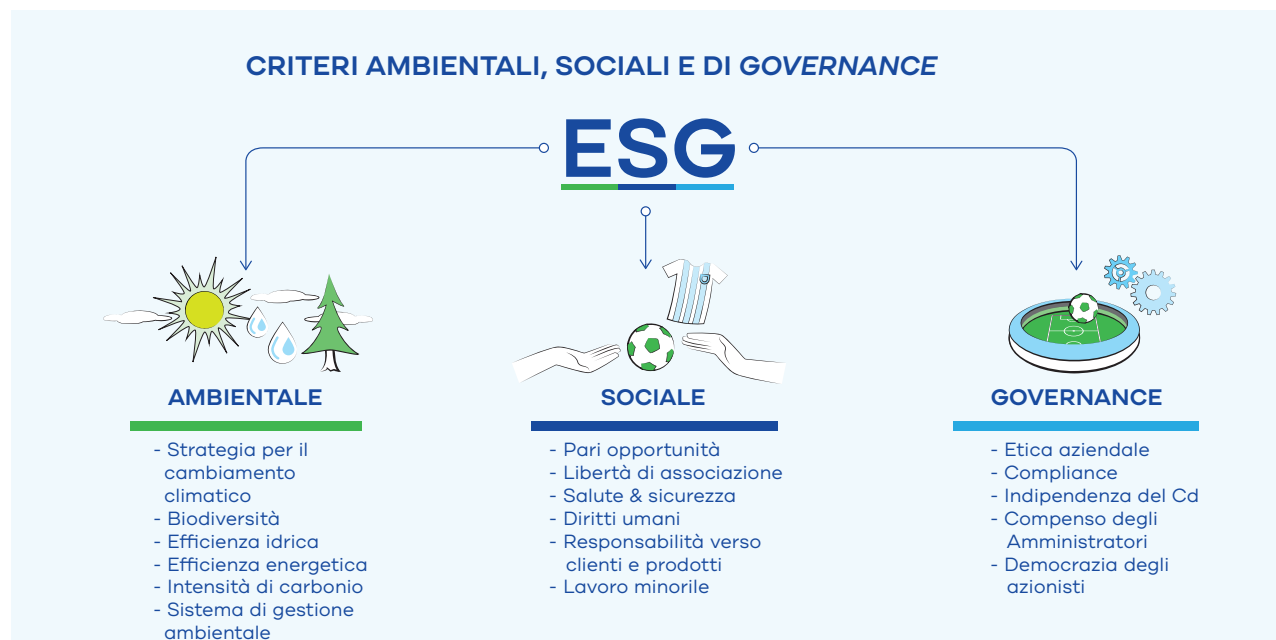 CRITERI AMBIENTALI, SOCIALI E DI GOVERNANCE
ESG
AMBIENTALE
- Strategia per il
cambiamento
climatico
- Biodiversità
- Efficienza idrica
- Efficienza energetica
- Intensità di carbonio
- Sistema di gestione
ambientale
SOCIALE
- Pari opportunità
- Libertà di associazione
- Salute & sicurezza
- Diritti umani
- Responsabilità verso
clienti e prodotti
- Lavoro minorile
GOVERNANCE
- Etica aziendale
- Compliance
- Indipendenza del Cd
- Compenso degli
Amministratori
- Democrazia degli
azionisti